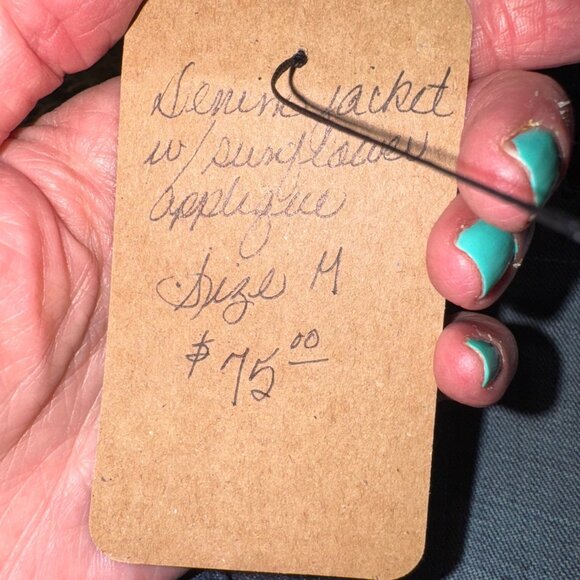 Denim jacket
w/ sunflower
applique
Size M
$75.00